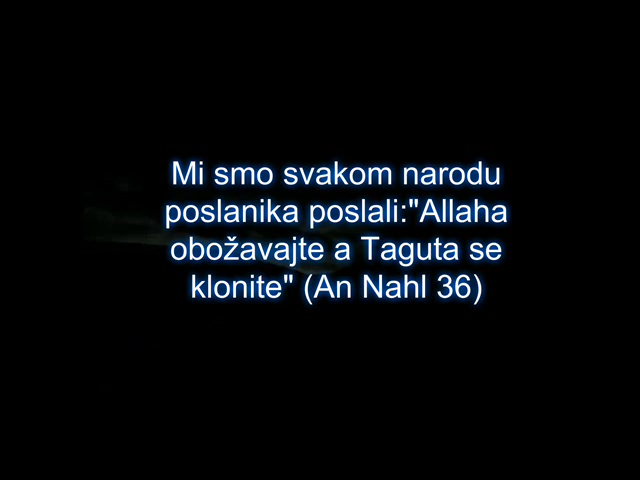 Mi smo svakom narodu
poslanika poslali:"Allaha
obožavajte a Taguta se
klonite" (An Nahl 36)